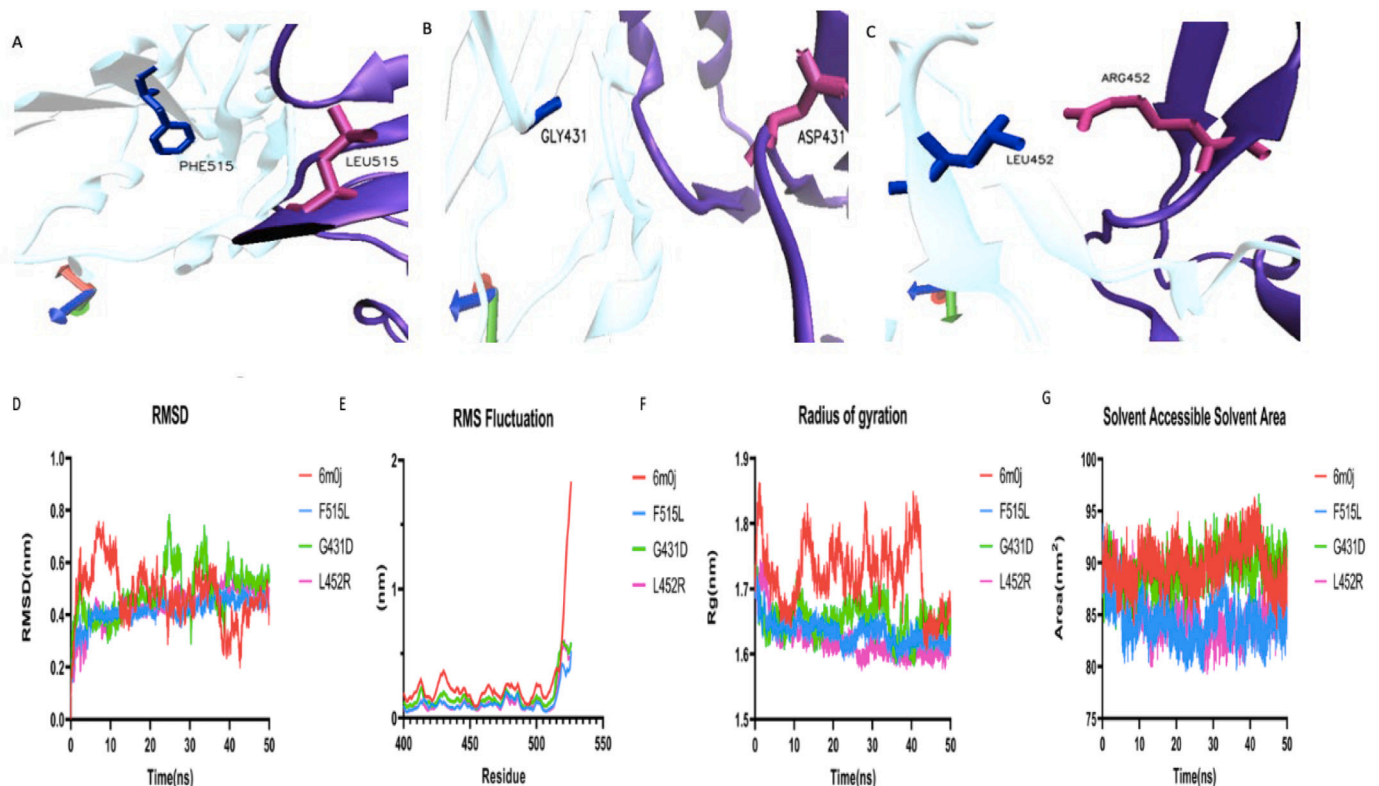 A
PHE515
LEU515
B
GLY431
ASP431
C
LEU452
ARG452
D
RMSD
RMSD(nm)
1.0
0.8
0.6
0.4
0.2
0.0
0 10 20 30 40 50
Time(ns)
6m0j
F515L
G431D
L452R
E
RMS Fluctuation
(nm)
2
1
0
400 450 500 550
Residue
6m0j
F515L
G431D
L452R
F
Radius of gyration
Rg(nm)
1.9
1.8
1.7
1.6
1.5
0 10 20 30 40 50
Time(ns)
6m0j
F515L
G431D
L452R
G
Solvent Accessible Solvent Area
Area(nm²)
100
95
90
85
80
75
0 10 20 30 40 50
Time(ns)
6m0j
F515L
G431D
L452R